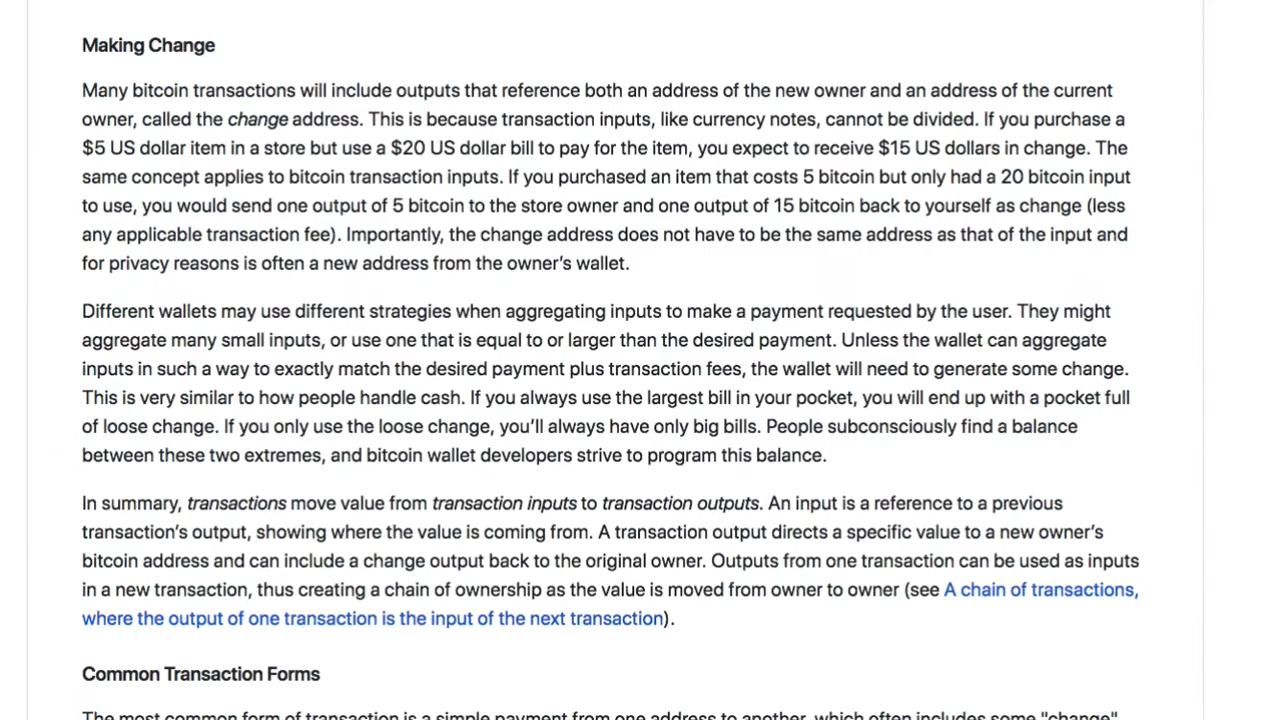 Making Change
Many bitcoin transactions will include outputs that reference both an address of the new owner and an address of the current
owner, called the change address. This is because transaction inputs, like currency notes, cannot be divided. If you purchase a
$5 US dollar item in a store but use a $20 US dollar bill to pay for the item, you expect to receive $15 US dollars in change. The
same concept applies to bitcoin transaction inputs. If you purchased an item that costs 5 bitcoin but only had a 20 bitcoin input
to use, you would send one output of 5 bitcoin to the store owner and one output of 15 bitcoin back to yourself as change (less
any applicable transaction fee). Importantly, the change address does not have to be the same address as that of the input and
for privacy reasons is often a new address from the owner’s wallet.
Different wallets may use different strategies when aggregating inputs to make a payment requested by the user. They might
aggregate many small inputs, or use one that is equal to or larger than the desired payment. Unless the wallet can aggregate
inputs in such a way to exactly match the desired payment plus transaction fees, the wallet will need to generate some change.
This is very similar to how people handle cash. If you always use the largest bill in your pocket, you will end up with a pocket full
of loose change. If you only use the loose change, you’ll always have only big bills. People subconsciously find a balance
between these two extremes, and bitcoin wallet developers strive to program this balance.
In summary, transactions move value from transaction inputs to transaction outputs. An input is a reference to a previous
transaction’s output, showing where the value is coming from. A transaction output directs a specific value to a new owner’s
bitcoin address and can include a change output back to the original owner. Outputs from one transaction can be used as inputs
in a new transaction, thus creating a chain of ownership as the value is moved from owner to owner (see A chain of transactions,
where the output of one transaction is the input of the next transaction).
Common Transaction Forms
The most common form of transaction is a simple payment from one address to another, which often includes some "change"